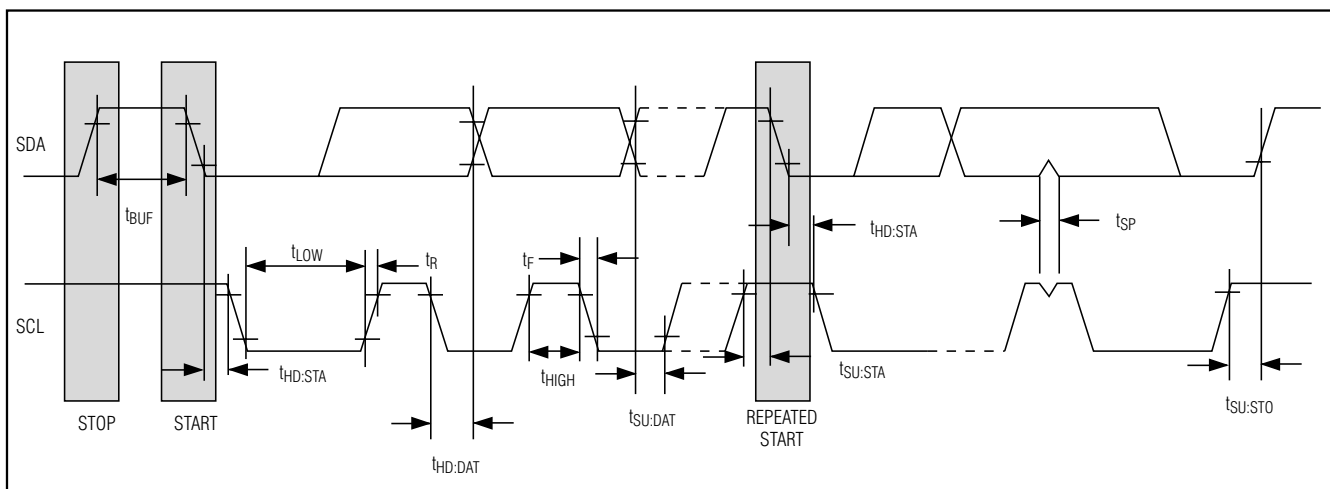 SDA
tBUF
tHD:STA
tSP
tLOW
tR
tF
SCL
tHD:STA
tHIGH
tSU:STA
tSU:DAT
tSU:STO
STOP
START
REPEATED
START
tHD:DAT